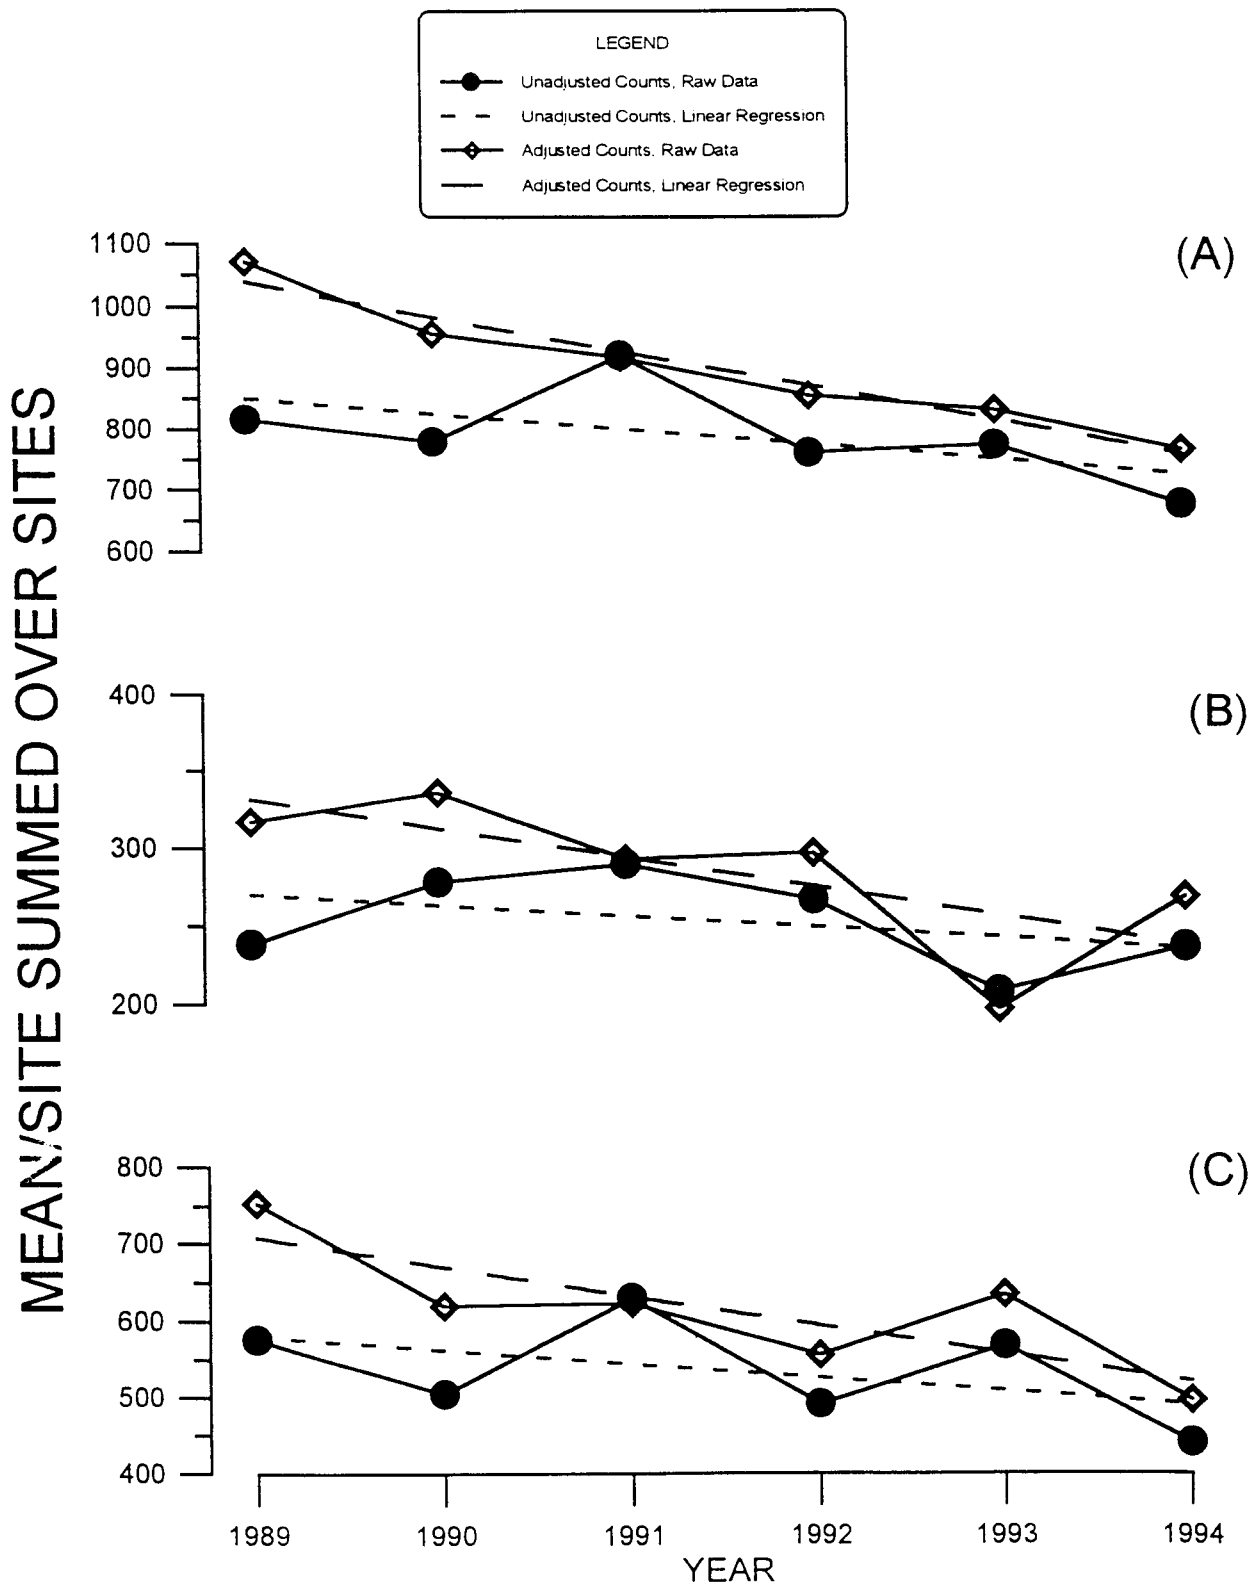 LEGEND
Unadjusted Counts, Raw Data
Unadjusted Counts, Linear Regression
Adjusted Counts, Raw Data
Adjusted Counts, Linear Regression
MEAN/SITE SUMMED OVER SITES
(A)
1100
1000
900
800
700
600
(B)
400
300
200
(C)
800
700
600
500
400
1989 1990 1991 1992 1993 1994
YEAR